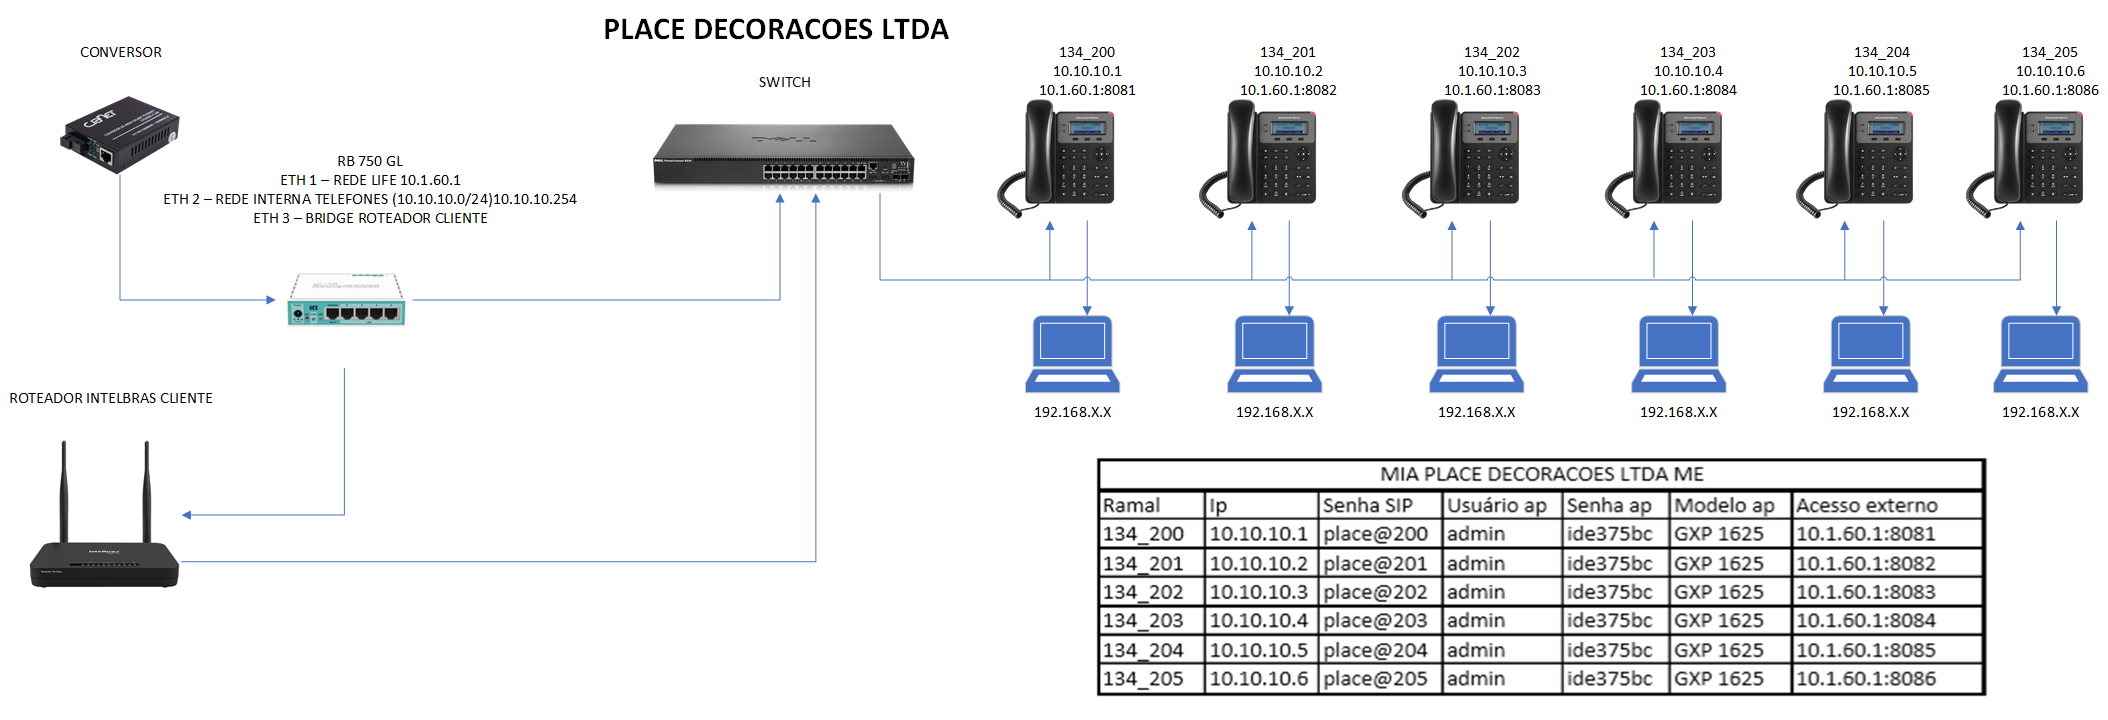 PLACE DECORACOES LTDA
CONVERSOR
SWITCH
134_200
10.10.10.1
10.1.60.1:8081
134_201
10.10.10.2
10.1.60.1:8082
134_202
10.10.10.3
10.1.60.1:8083
134_203
10.10.10.4
10.1.60.1:8084
134_204
10.10.10.5
10.1.60.1:8085
134_205
10.10.10.6
10.1.60.1:8086
DELL
RB 750 GL
ETH 1 – REDE LIFE 10.1.60.1
ETH 2 – REDE INTERNA TELEFONES (10.10.10.0/24)10.10.10.254
ETH 3 – BRIDGE ROTEADOR CLIENTE
ROTEADOR INTELBRAS CLIENTE
intelbras
192.168.X.X
192.168.X.X
192.168.X.X
192.168.X.X
192.168.X.X
192.168.X.X
MIA PLACE DECORACOES LTDA ME
Ramal Ip Senha SIP Usuário ap Senha ap Modelo ap Acesso externo
134_200 10.10.10.1 place@200 admin ide375bc GXP 1625 10.1.60.1:8081
134_201 10.10.10.2 place@201 admin ide375bc GXP 1625 10.1.60.1:8082
134_202 10.10.10.3 place@202 admin ide375bc GXP 1625 10.1.60.1:8083
134_203 10.10.10.4 place@203 admin ide375bc GXP 1625 10.1.60.1:8084
134_204 10.10.10.5 place@204 admin ide375bc GXP 1625 10.1.60.1:8085
134_205 10.10.10.6 place@205 admin ide375bc GXP 1625 10.1.60.1:8086